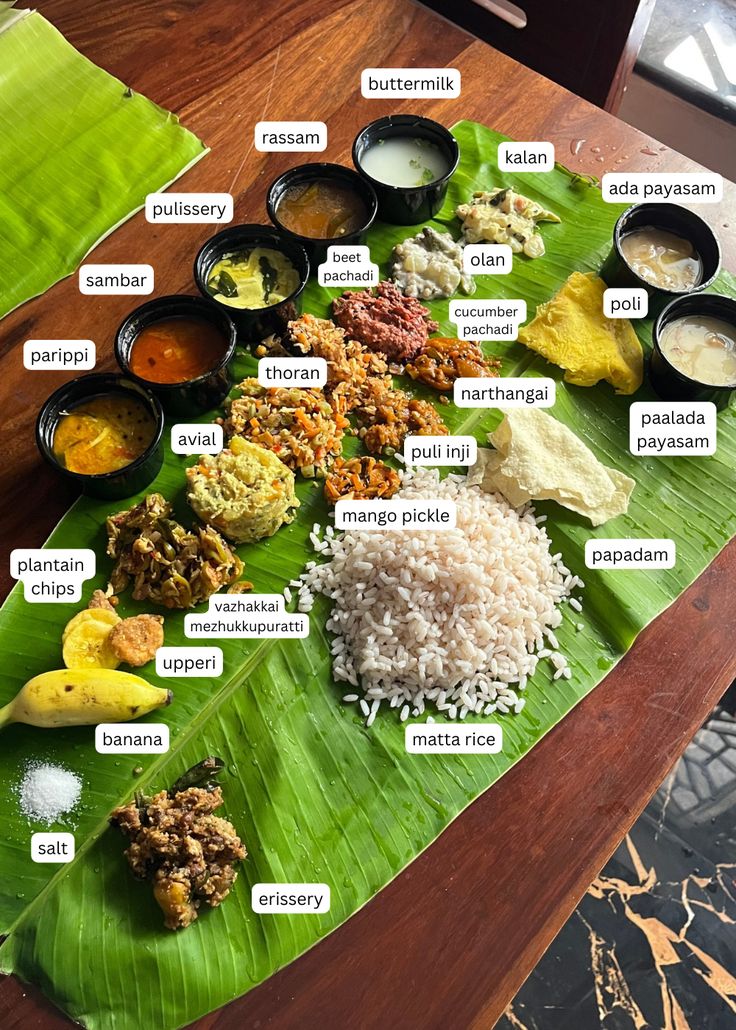 buttermilk
rassam
kalan
ada payasam
pulissery
beet
pachadi
olan
sambar
cucumber
pachadi
poli
parippi
thoran
narthangai
paalada
payasam
avial
puli inji
mango pickle
papadam
plantain
chips
vazhakkai
mezhukkupuratti
upperi
banana
matta rice
salt
erissery